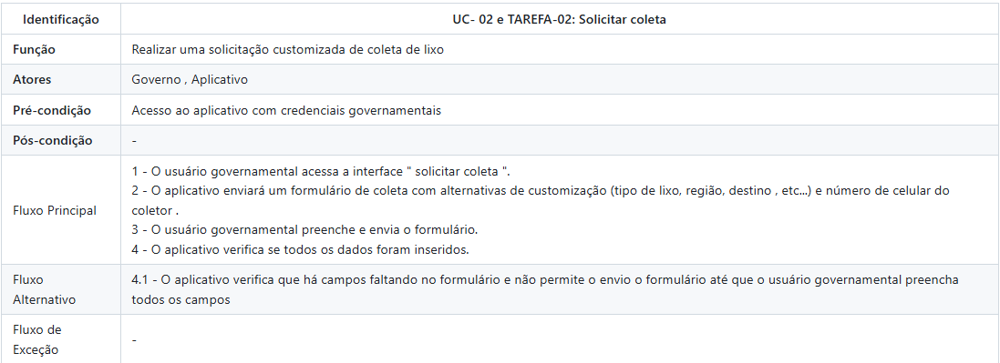 Identificação
UC- 02 e TAREFA-02: Solicitar coleta
Função
Realizar uma solicitação customizada de coleta de lixo
Atores
Governo , Aplicativo
Pré-condição
Acesso ao aplicativo com credenciais governamentais
Pós-condição
-
Fluxo Principal
1 - O usuário governamental acessa a interface " solicitar coleta ".
2 - O aplicativo enviará um formulário de coleta com alternativas de customização (tipo de lixo, região, destino , etc...) e número de celular do
coletor .
3 - O usuário governamental preenche e envia o formulário.
4 - O aplicativo verifica se todos os dados foram inseridos.
Fluxo
Alternativo
4.1 - O aplicativo verifica que há campos faltando no formulário e não permite o envio o formulário até que o usuário governamental preencha
todos os campos
Fluxo de
Exceção
-